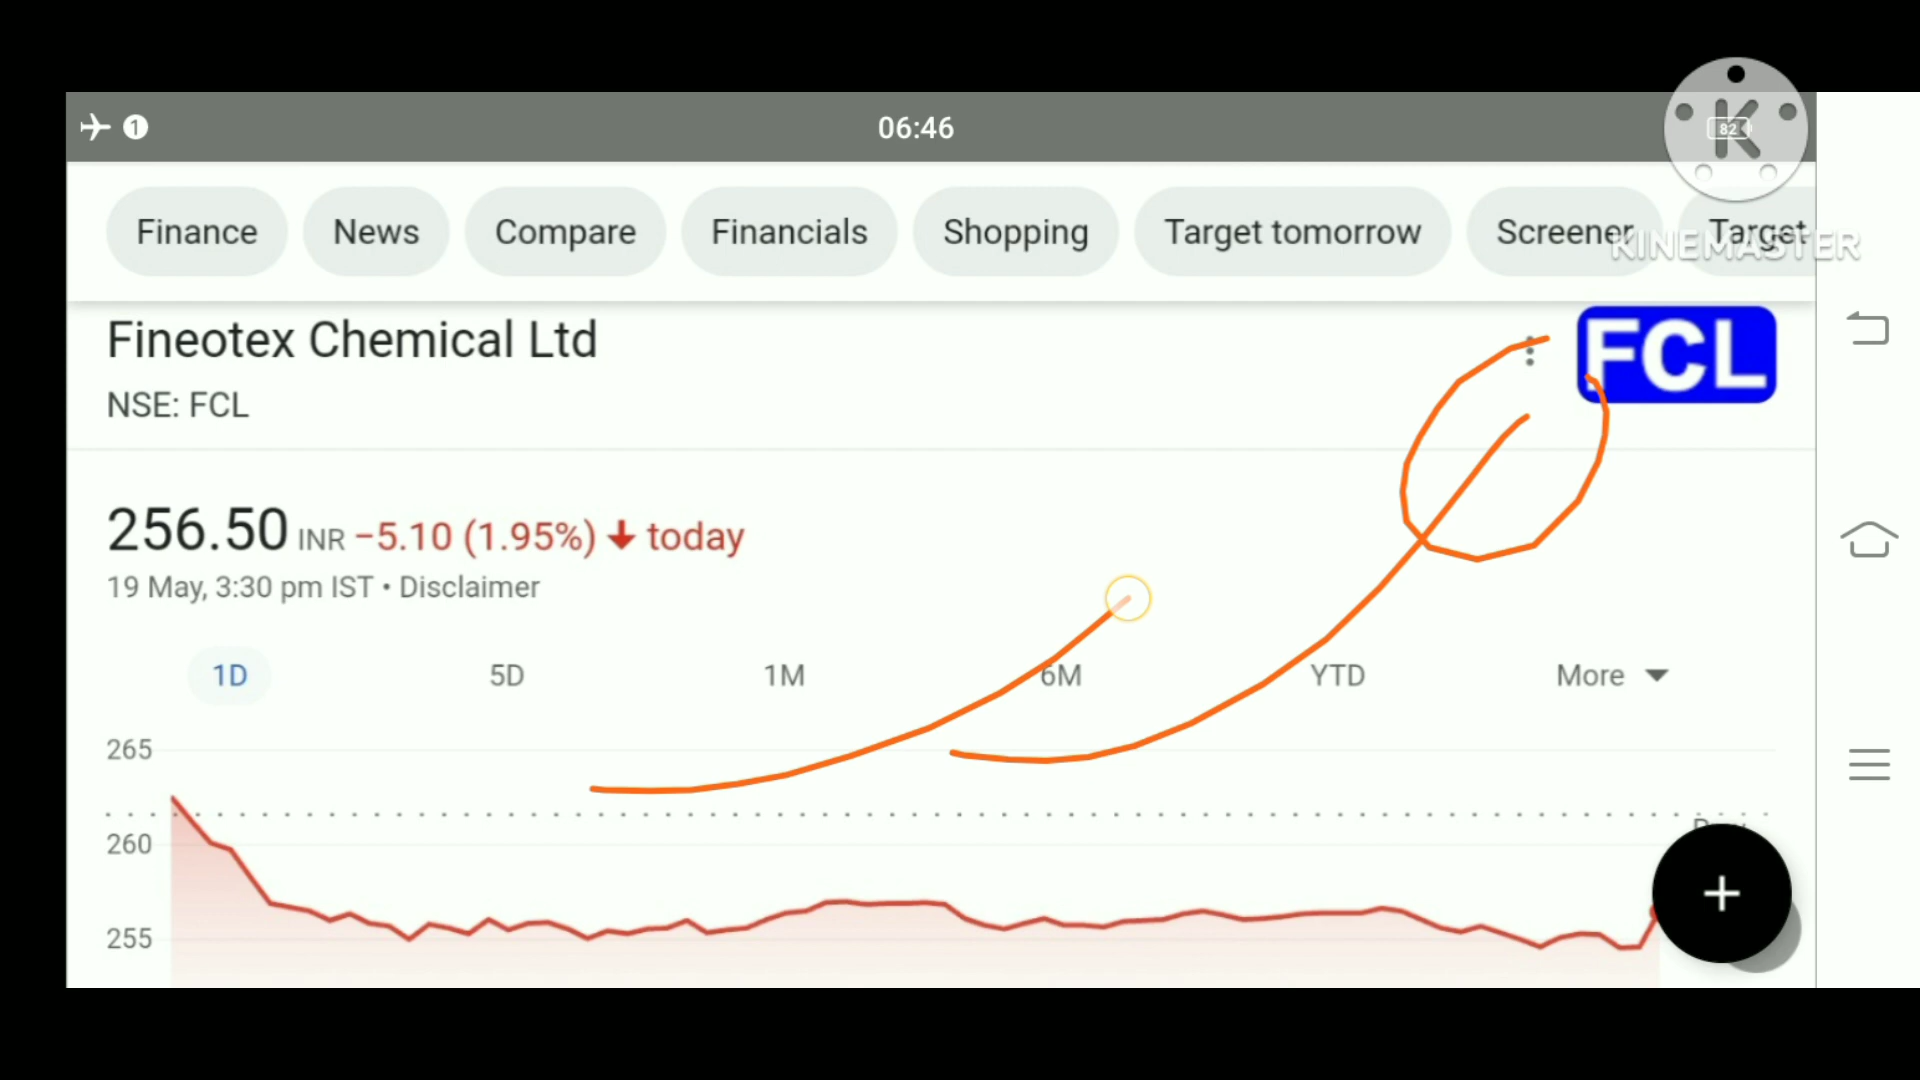 1
06:46
82
K
Finance News Compare Financials Shopping Target tomorrow Screener Target
KINEMASTER
Fineotex Chemical Ltd
FCL
NSE: FCL
256.50 INR −5.10 (1.95%) ↓ today
19 May, 3:30 pm IST • Disclaimer
1D 5D 1M 6M YTD More
265
260
255